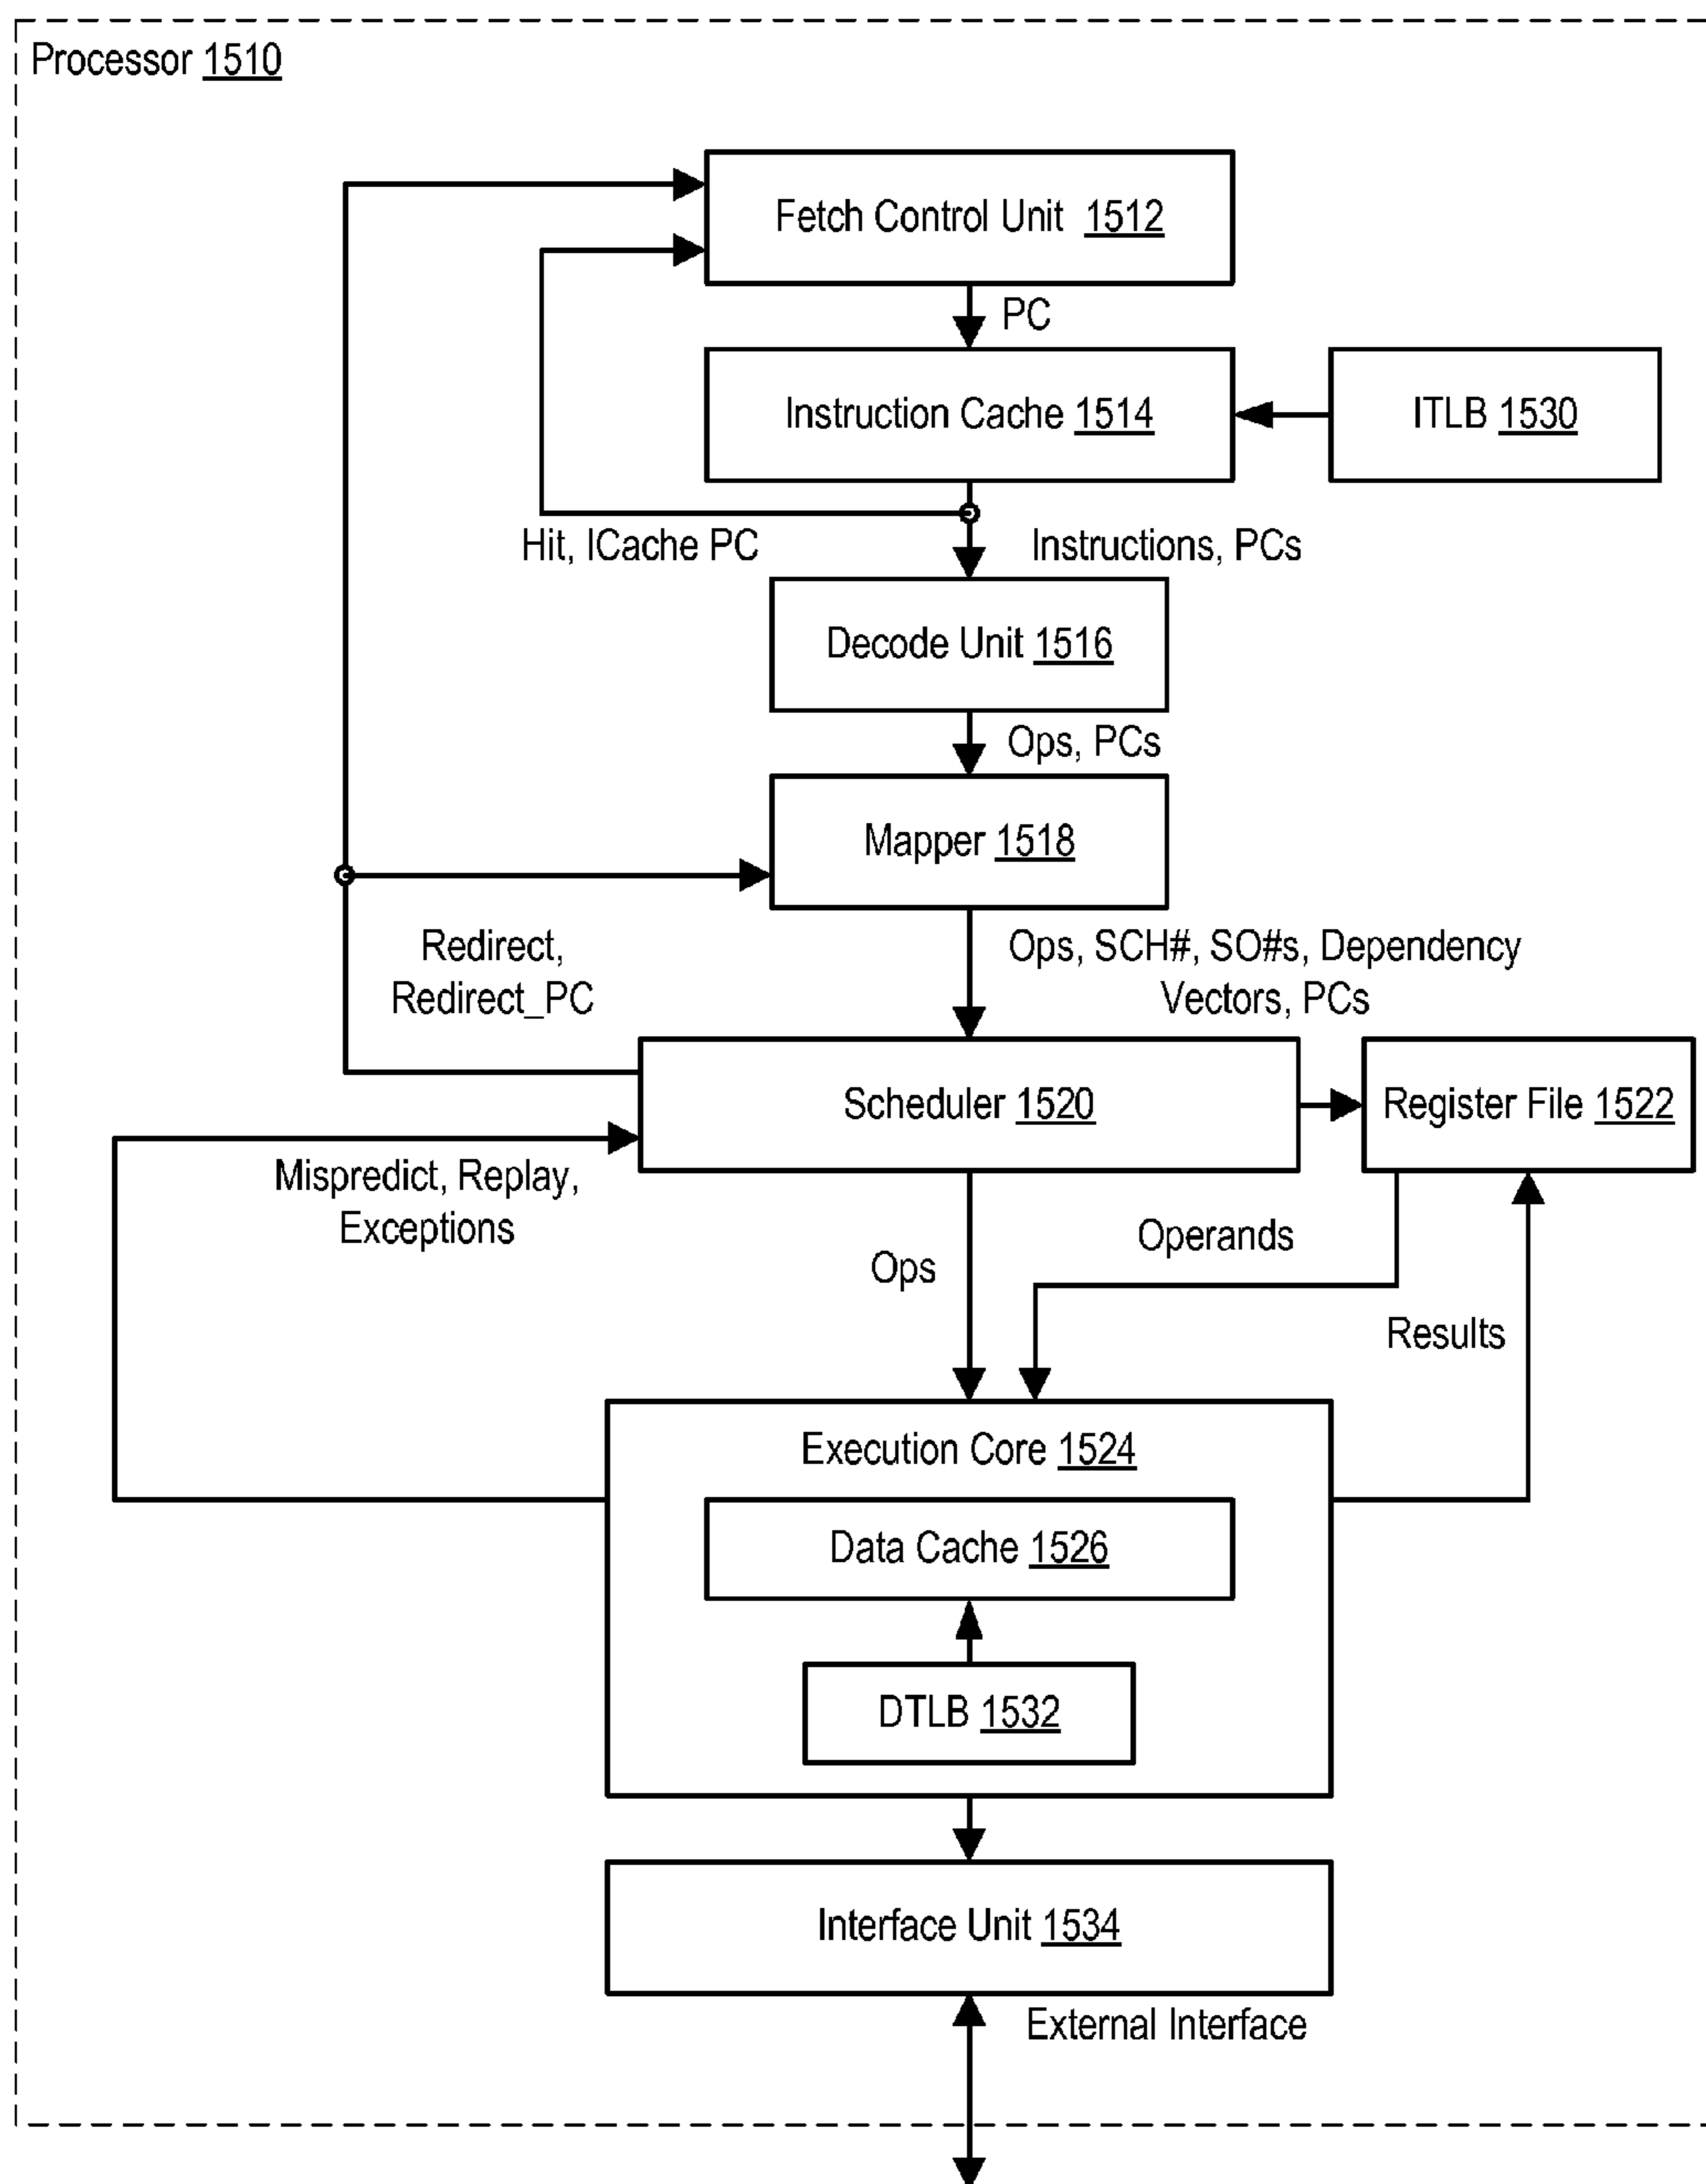 Processor 1510
Fetch Control Unit 1512
PC
Instruction Cache 1514
ITLB 1530
Hit, ICache PC
Instructions, PCs
Decode Unit 1516
Ops, PCs
Mapper 1518
Redirect,
Redirect_PC
Ops, SCH#, SO#s, Dependency
Vectors, PCs
Scheduler 1520
Register File 1522
Mispredict, Replay,
Exceptions
Operands
Ops
Results
Execution Core 1524
Data Cache 1526
DTLB 1532
Interface Unit 1534
External Interface